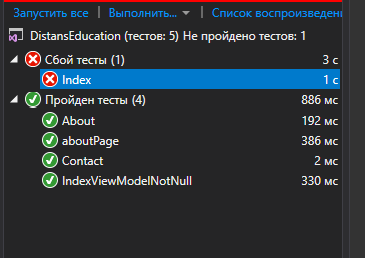 Запустить все | Выполнить... | Список воспроизведен
DistansEducation (тестов: 5) Не пройдено тестов: 1
Сбой тесты (1) 3 с
Index 1 с
Пройден тесты (4) 886 мс
About 192 мс
aboutPage 386 мс
Contact 2 мс
IndexViewModelNotNull 330 мс